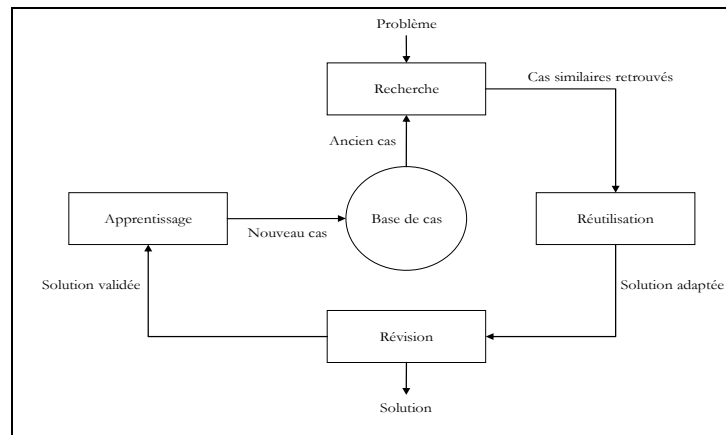 Problème
Recherche
Cas similaires retrouvés
Ancien cas
Apprentissage
Nouveau cas
Base de cas
Réutilisation
Solution validée
Solution adaptée
Révision
Solution